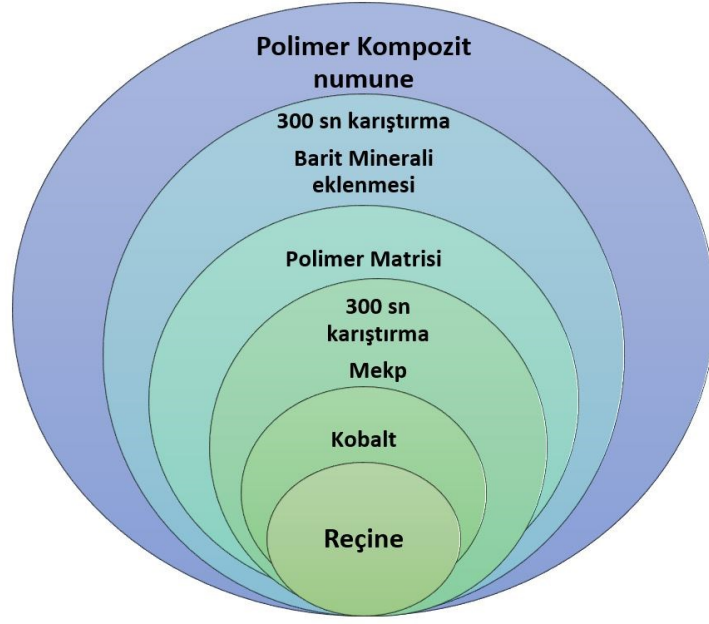 Polimer Kompozit
numune
300 sn karıştırma
Barit Minerali
eklenmesi
Polimer Matrisi
300 sn
karıştırma
Mekp
Kobalt
Reçine